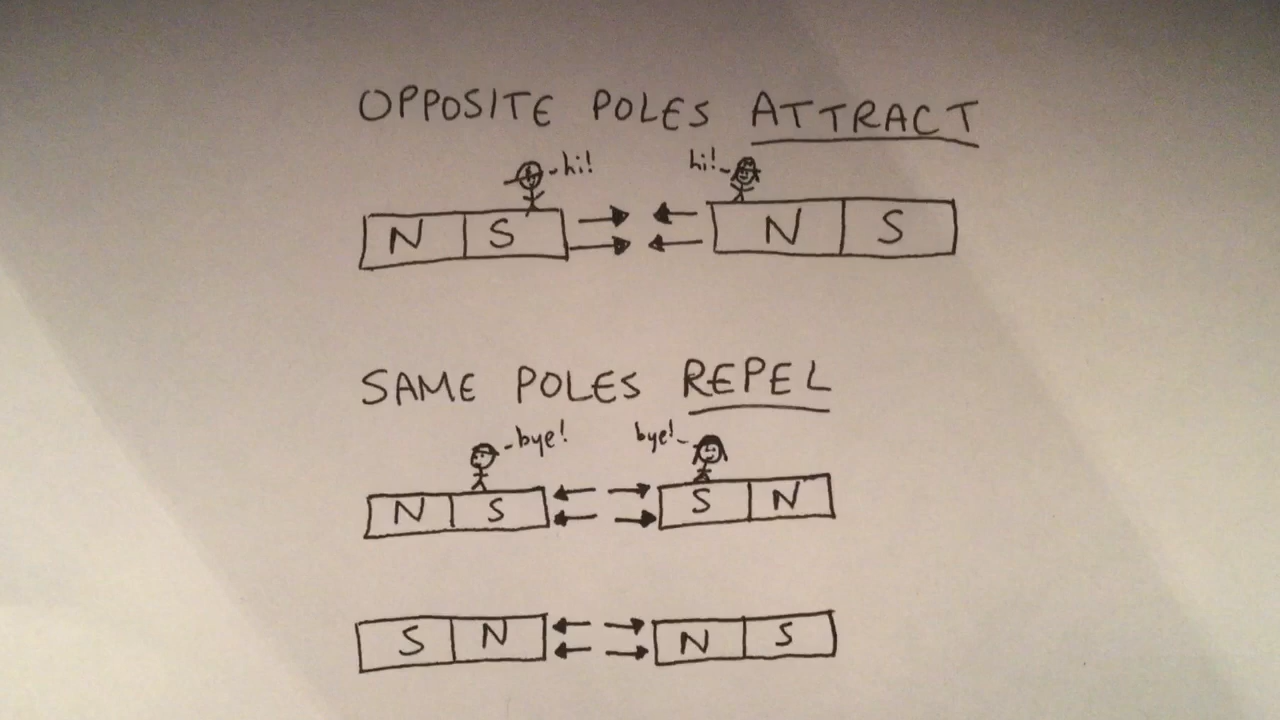 OPPOSITE POLES ATTRACT
hi! hi!
N S N S
SAME POLES REPEL
bye! bye!
N S S N
S N N S